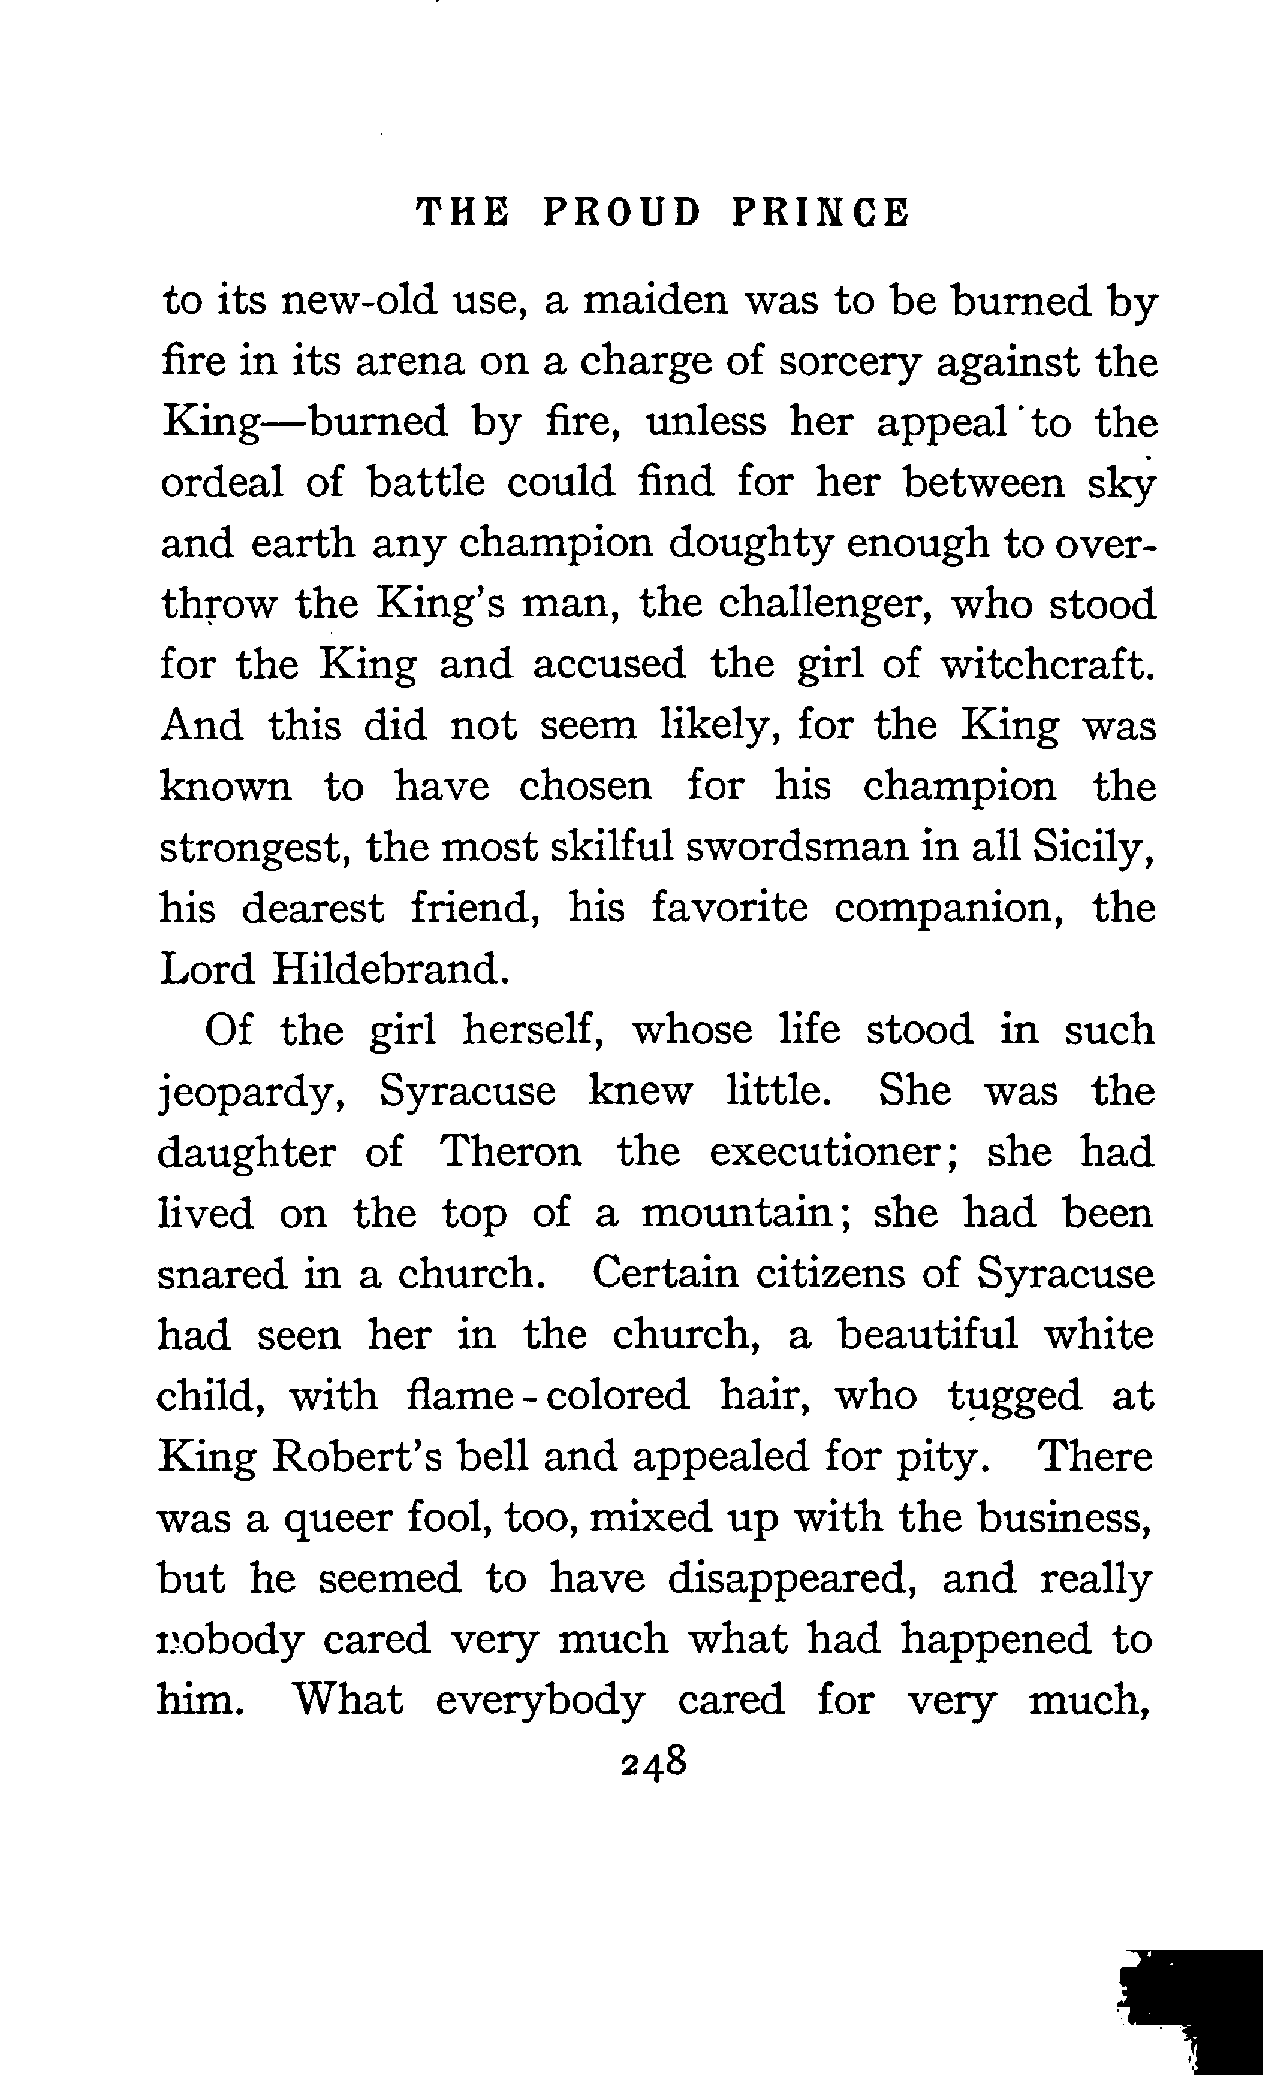 THE PROUD PRINCE
to its new-old use, a maiden was to be burned by
fire in its arena on a charge of sorcery against the
King—burned by fire, unless her appeal to the
ordeal of battle could find for her between sky
and earth any champion doughty enough to over-
throw the King's man, the challenger, who stood
for the King and accused the girl of witchcraft.
And this did not seem likely, for the King was
known to have chosen for his champion the
strongest, the most skilful swordsman in all Sicily,
his dearest friend, his favorite companion, the
Lord Hildebrand.
Of the girl herself, whose life stood in such
jeopardy, Syracuse knew little. She was the
daughter of Theron the executioner; she had
lived on the top of a mountain; she had been
snared in a church. Certain citizens of Syracuse
had seen her in the church, a beautiful white
child, with flame-colored hair, who tugged at
King Robert's bell and appealed for pity. There
was a queer fool, too, mixed up with the business,
but he seemed to have disappeared, and really
nobody cared very much what had happened to
him. What everybody cared for very much,
248